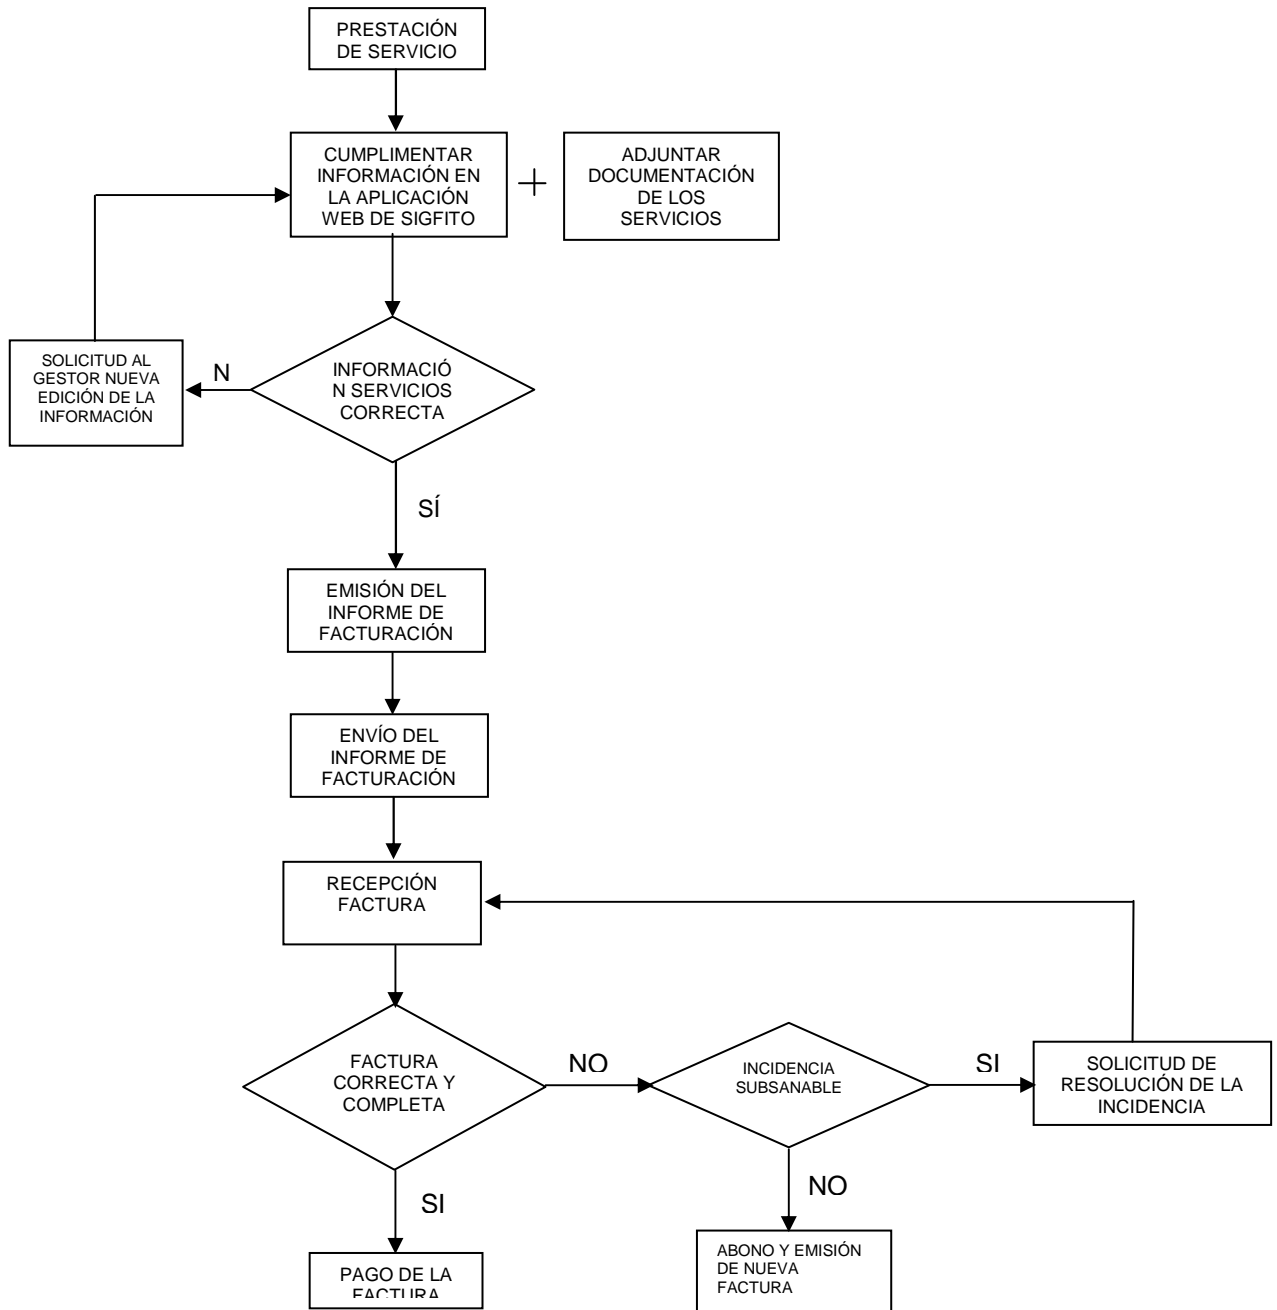 PRESTACIÓN
DE SERVICIO
CUMPLIMENTAR
INFORMACIÓN EN
LA APLICACIÓN
WEB DE SIGFITO
+
ADJUNTAR
DOCUMENTACIÓN
DE LOS
SERVICIOS
SOLICITUD AL
GESTOR NUEVA
EDICIÓN DE LA
INFORMACIÓN
N
INFORMACIÓ
N SERVICIOS
CORRECTA
SÍ
EMISIÓN DEL
INFORME DE
FACTURACIÓN
ENVÍO DEL
INFORME DE
FACTURACIÓN
RECEPCIÓN
FACTURA
FACTURA
CORRECTA Y
COMPLETA
NO
INCIDENCIA
SUBSANABLE
SI
SOLICITUD DE
RESOLUCIÓN DE LA
INCIDENCIA
SI
NO
PAGO DE LA
FACTURA
ABONO Y EMISIÓN
DE NUEVA
FACTURA